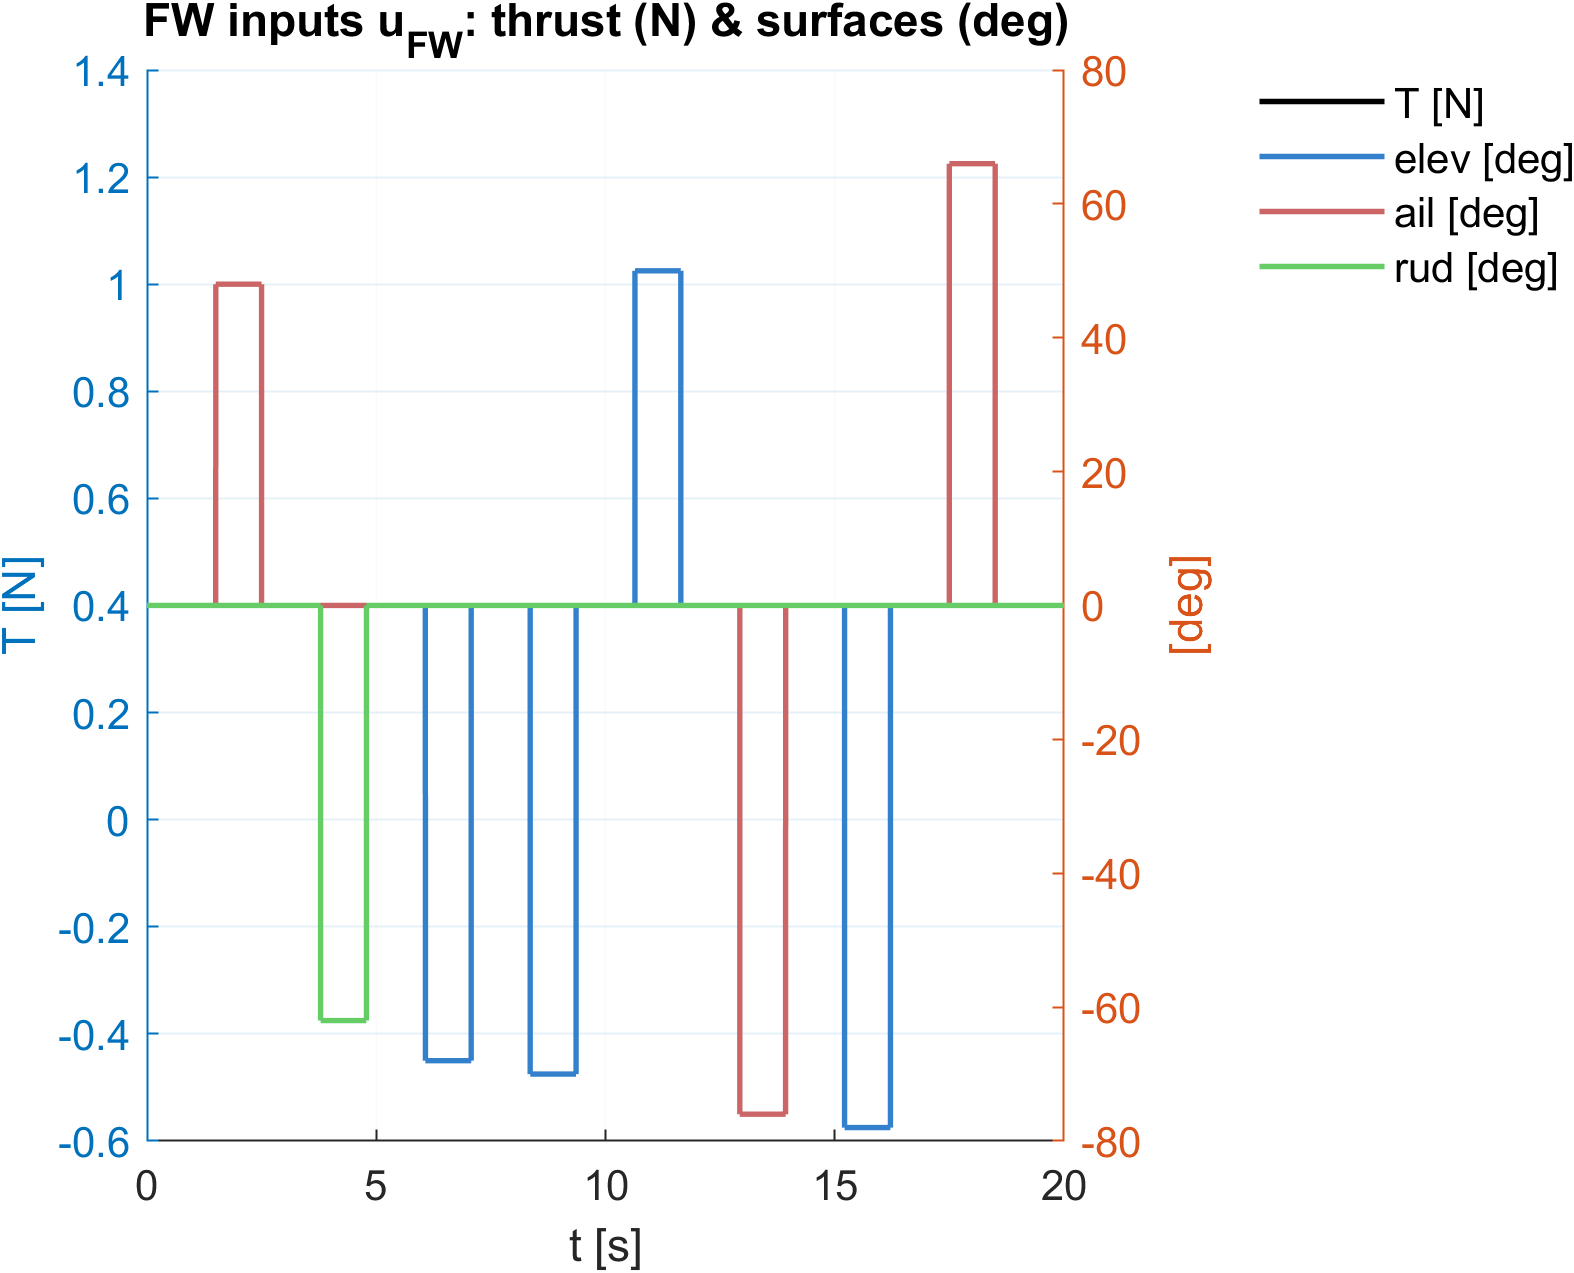 FW inputs u_FW: thrust (N) & surfaces (deg)
1.4
1.2
1
0.8
0.6
0.4
0.2
0
-0.2
-0.4
-0.6
T [N]
80
60
40
20
0
-20
-40
-60
-80
[deg]
0 5 10 15 20
t [s]
T [N]
elev [deg]
ail [deg]
rud [deg]